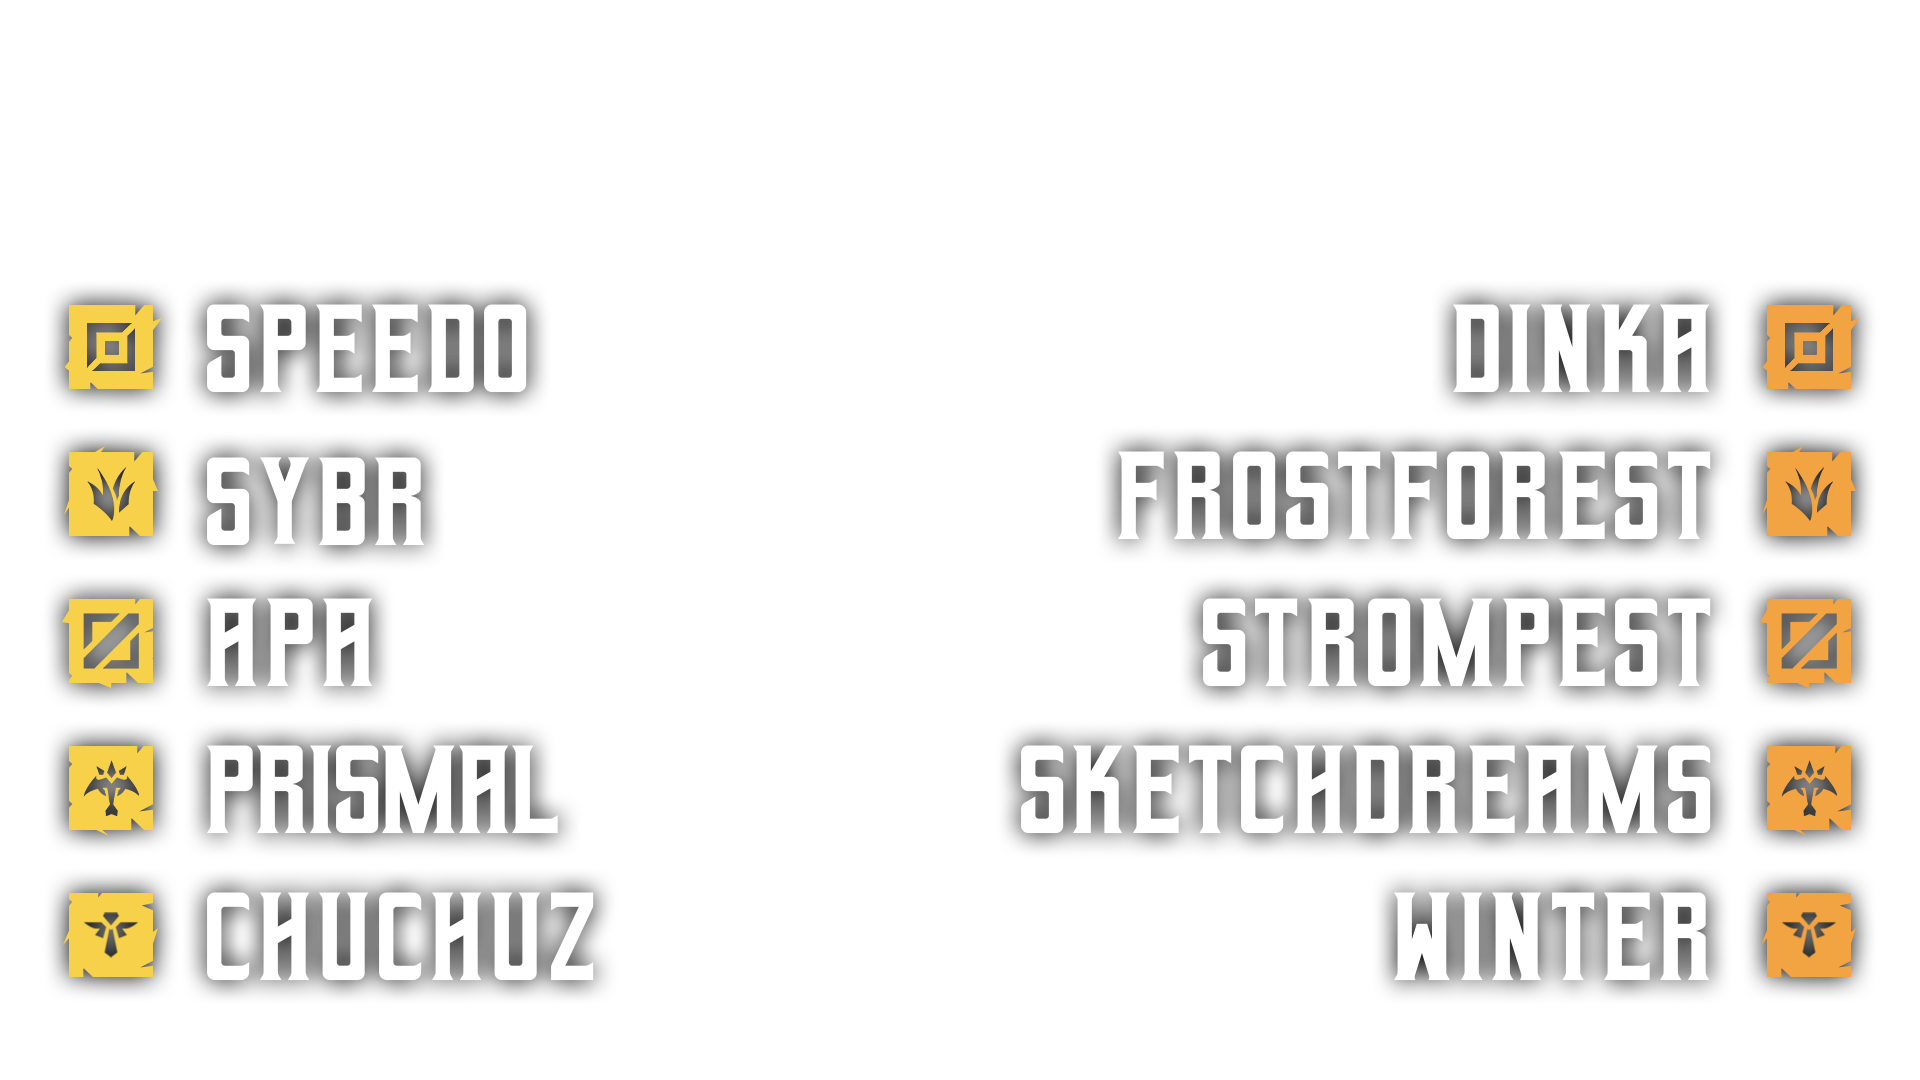 SPEEDO
SYBR
APA
PRISMAL
CHUCHUZ
DINKA
FROSTFOREST
STROMPEST
SKETCHDREAMS
WINTER